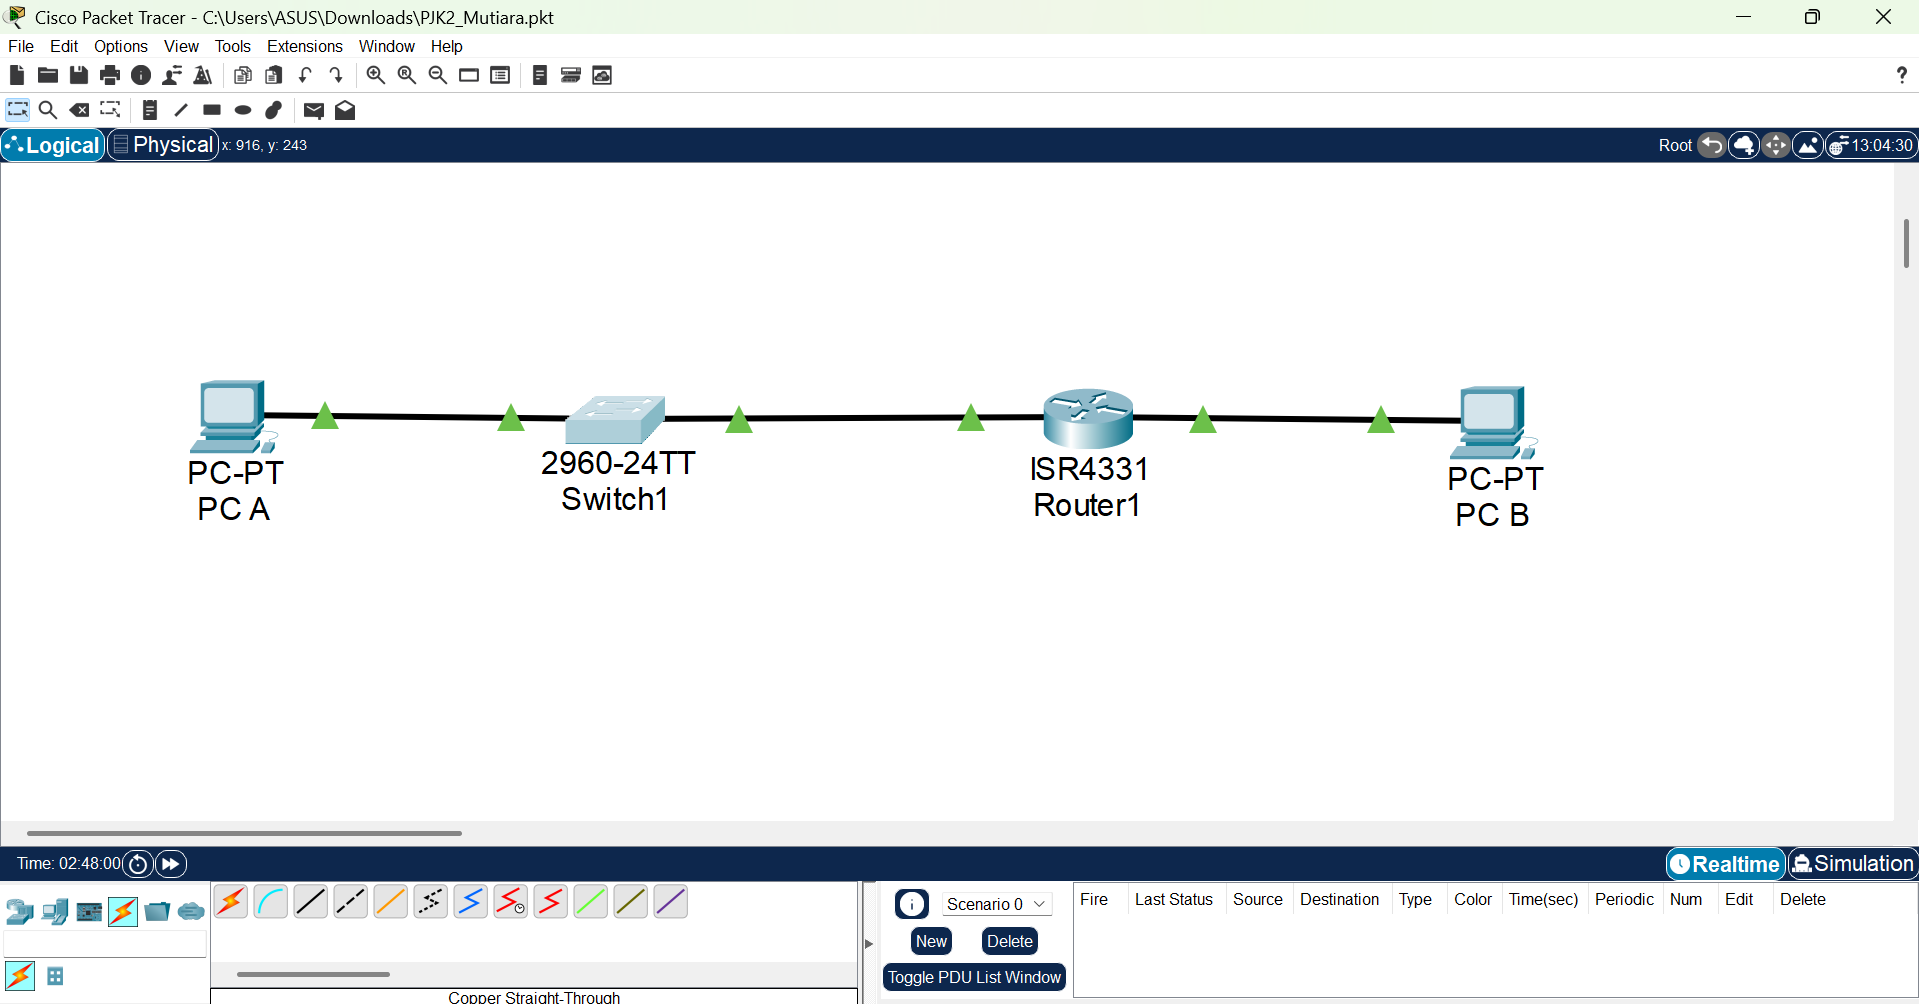 Cisco Packet Tracer - C:\Users\ASUS\Downloads\PJK2_Mutiara.pkt
File Edit Options View Tools Extensions Window Help
?
Logical Physical x: 916, y: 243 Root 13:04:30
PC-PT
PC A
2960-24TT
Switch1
ISR4331
Router1
PC-PT
PC B
Time: 02:48:00 Realtime Simulation
Scenario 0
New Delete
Toggle PDU List Window
Fire Last Status Source Destination Type Color Time(sec) Periodic Num Edit Delete
Copper Straight-Through